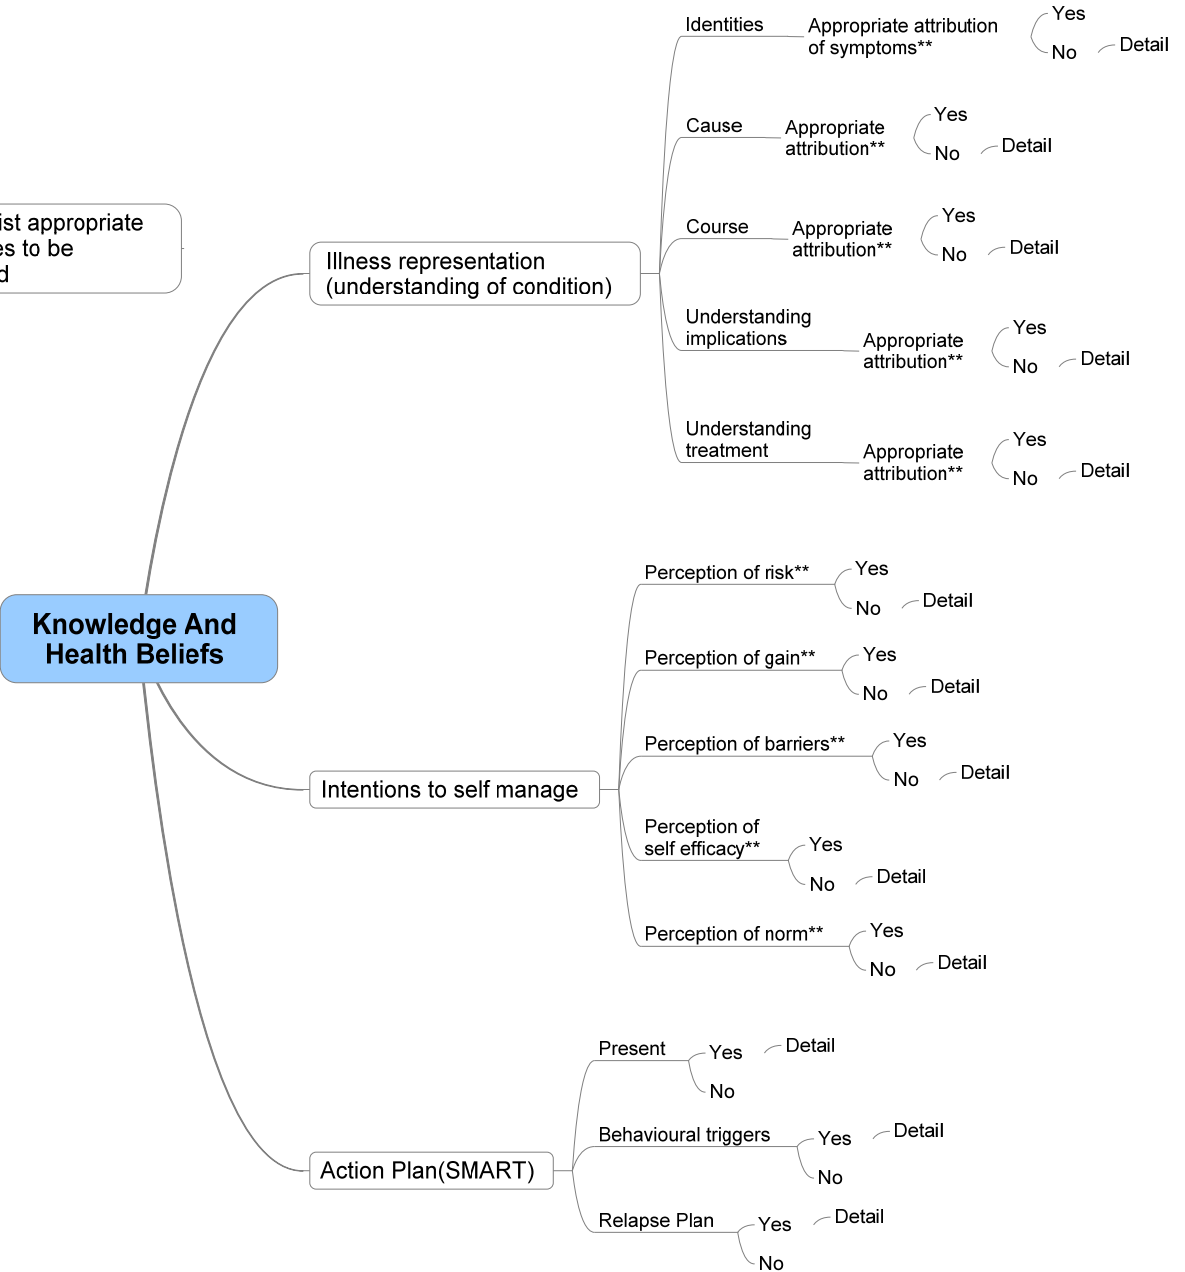 Identities
Appropriate attribution
of symptoms**
Yes
No
Detail
Cause
Appropriate
attribution**
Yes
No
Detail
Course
Appropriate
attribution**
Yes
No
Detail
ist appropriate
es to be
d
Illness representation
(understanding of condition)
Understanding
implications
Appropriate
attribution**
Yes
No
Detail
Understanding
treatment
Appropriate
attribution**
Yes
No
Detail
Knowledge And
Health Beliefs
Intentions to self manage
Perception of risk**
Yes
No
Detail
Perception of gain**
Yes
No
Detail
Perception of barriers**
Yes
No
Detail
Perception of
self efficacy**
Yes
No
Detail
Perception of norm**
Yes
No
Detail
Action Plan(SMART)
Present
Yes
Detail
No
Behavioural triggers
Yes
Detail
No
Relapse Plan
Yes
Detail
No